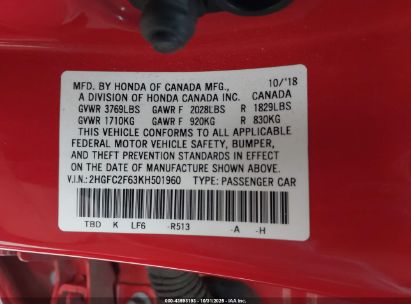 MFD. BY HONDA OF CANADA MFG., 10/'18
A DIVISION OF HONDA CANADA INC. CANADA
GVWR 3769LBS GAWR F 2028LBS R 1829LBS
GVWR 1710KG GAWR F 920KG R 830KG
THIS VEHICLE CONFORMS TO ALL APPLICABLE
FEDERAL MOTOR VEHICLE SAFETY, BUMPER,
AND THEFT PREVENTION STANDARDS IN EFFECT
ON THE DATE OF MANUFACTURE SHOWN ABOVE.
V.I.N.: 2HGFC2F63KH501960 TYPE: PASSENGER CAR
TBD K LF6 -R513 -A -H